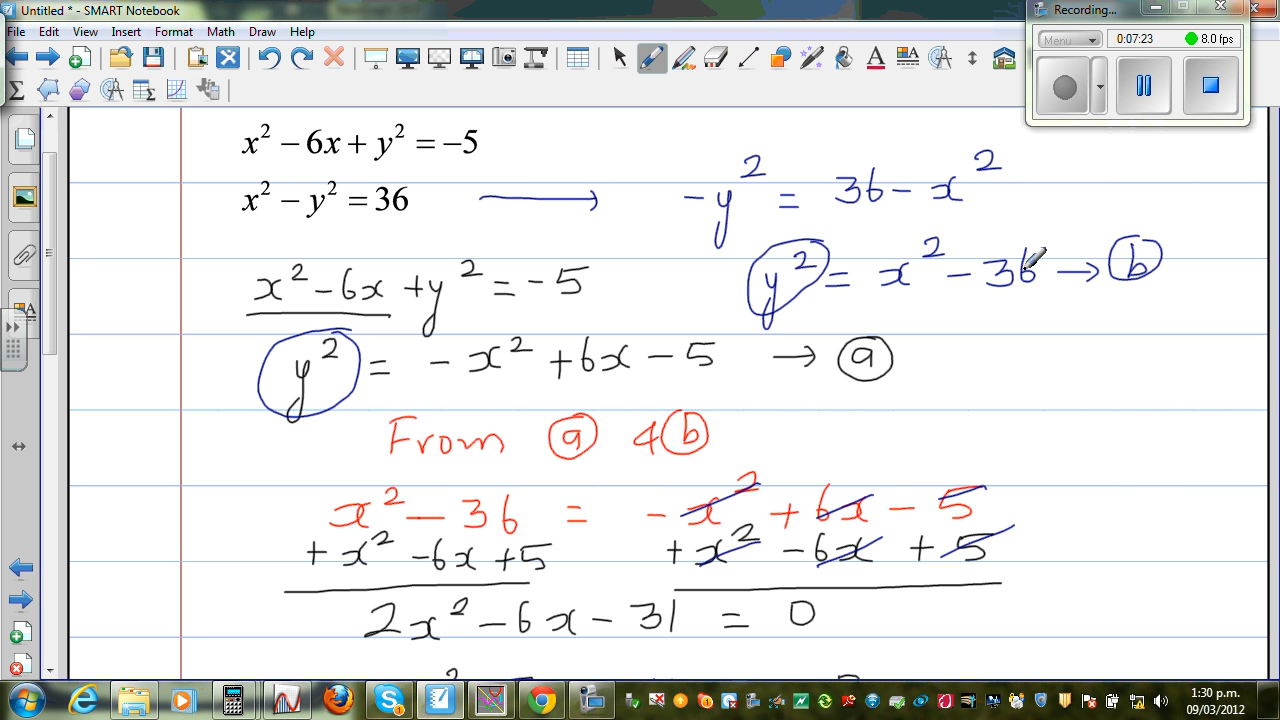 Untitled * - SMART Notebook
Recording...
File Edit View Insert Format Math Draw Help
Menu
0:07:23
8.0 fps
x² − 6x + y² = −5
x² − y² = 36 ⟶ -y² = 36 - x²
y² = x² - 36 → b
x² - 6x + y² = -5
y² = -x² + 6x - 5 → a
From a & b
x² - 36 = -x² + 6x - 5
+x² -6x +5 +x² -6x +5
2x² - 6x - 31 = 0
1:30 p.m.
09/03/2012